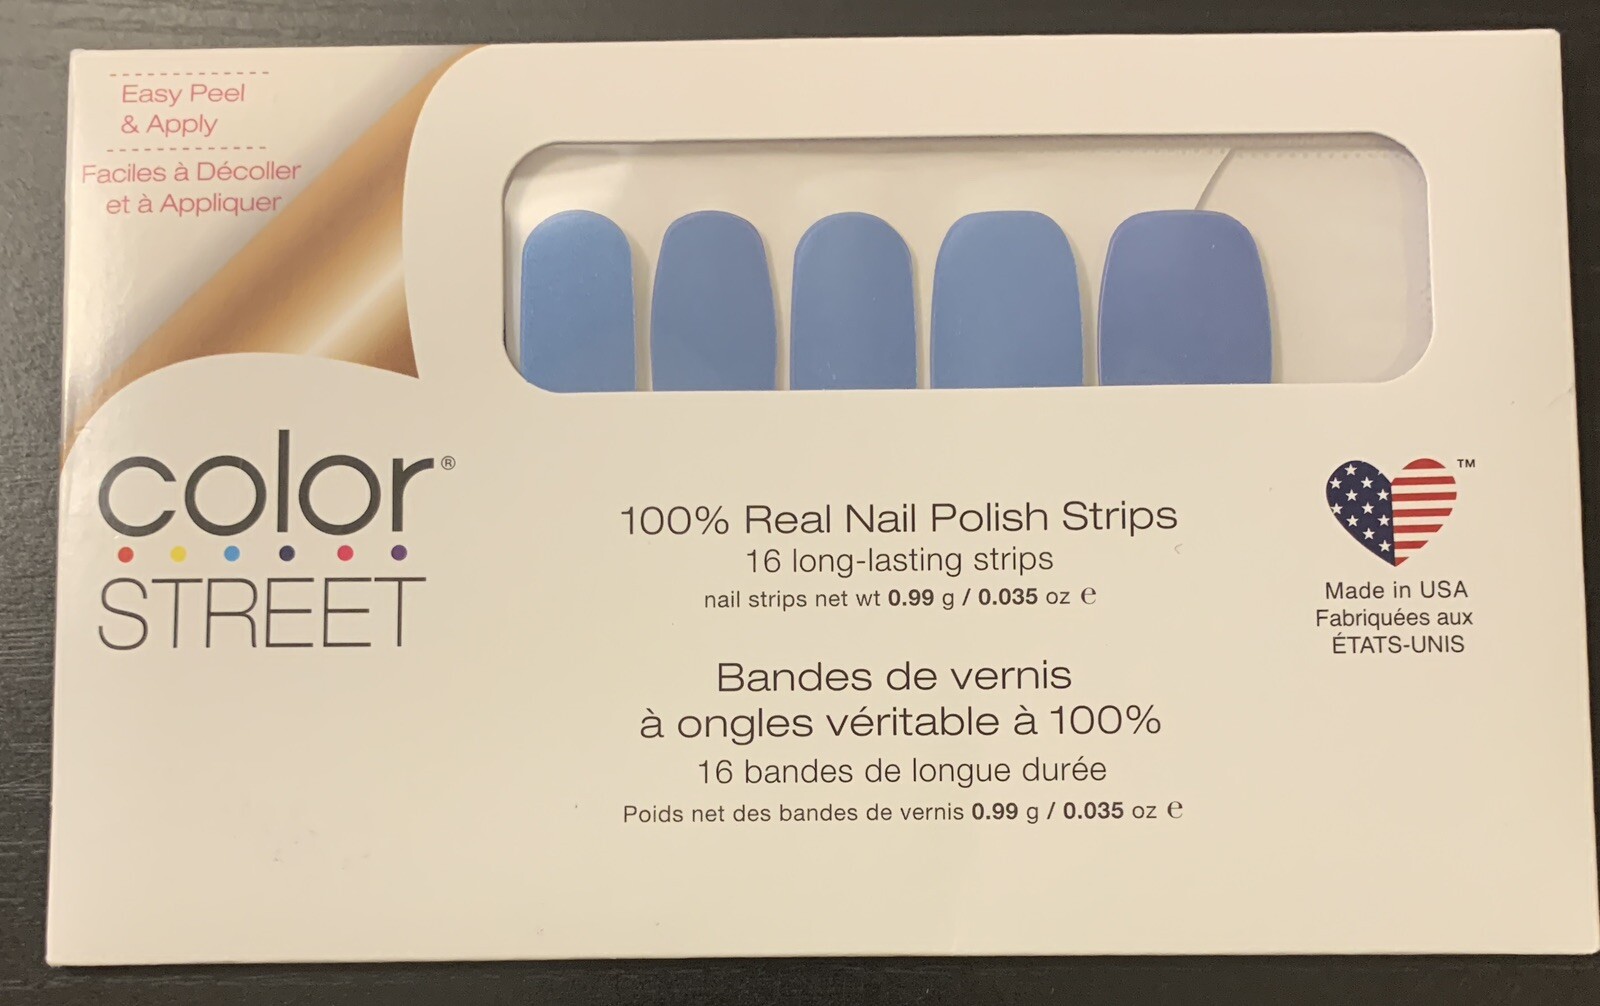 Easy Peel
& Apply
Faciles à Décoller
et à Appliquer
color®
STREET
100% Real Nail Polish Strips
16 long-lasting strips
nail strips net wt 0.99 g / 0.035 oz ℮
Bandes de vernis
à ongles véritable à 100%
16 bandes de longue durée
Poids net des bandes de vernis 0.99 g / 0.035 oz ℮
TM
Made in USA
Fabriquées aux
ÉTATS-UNIS